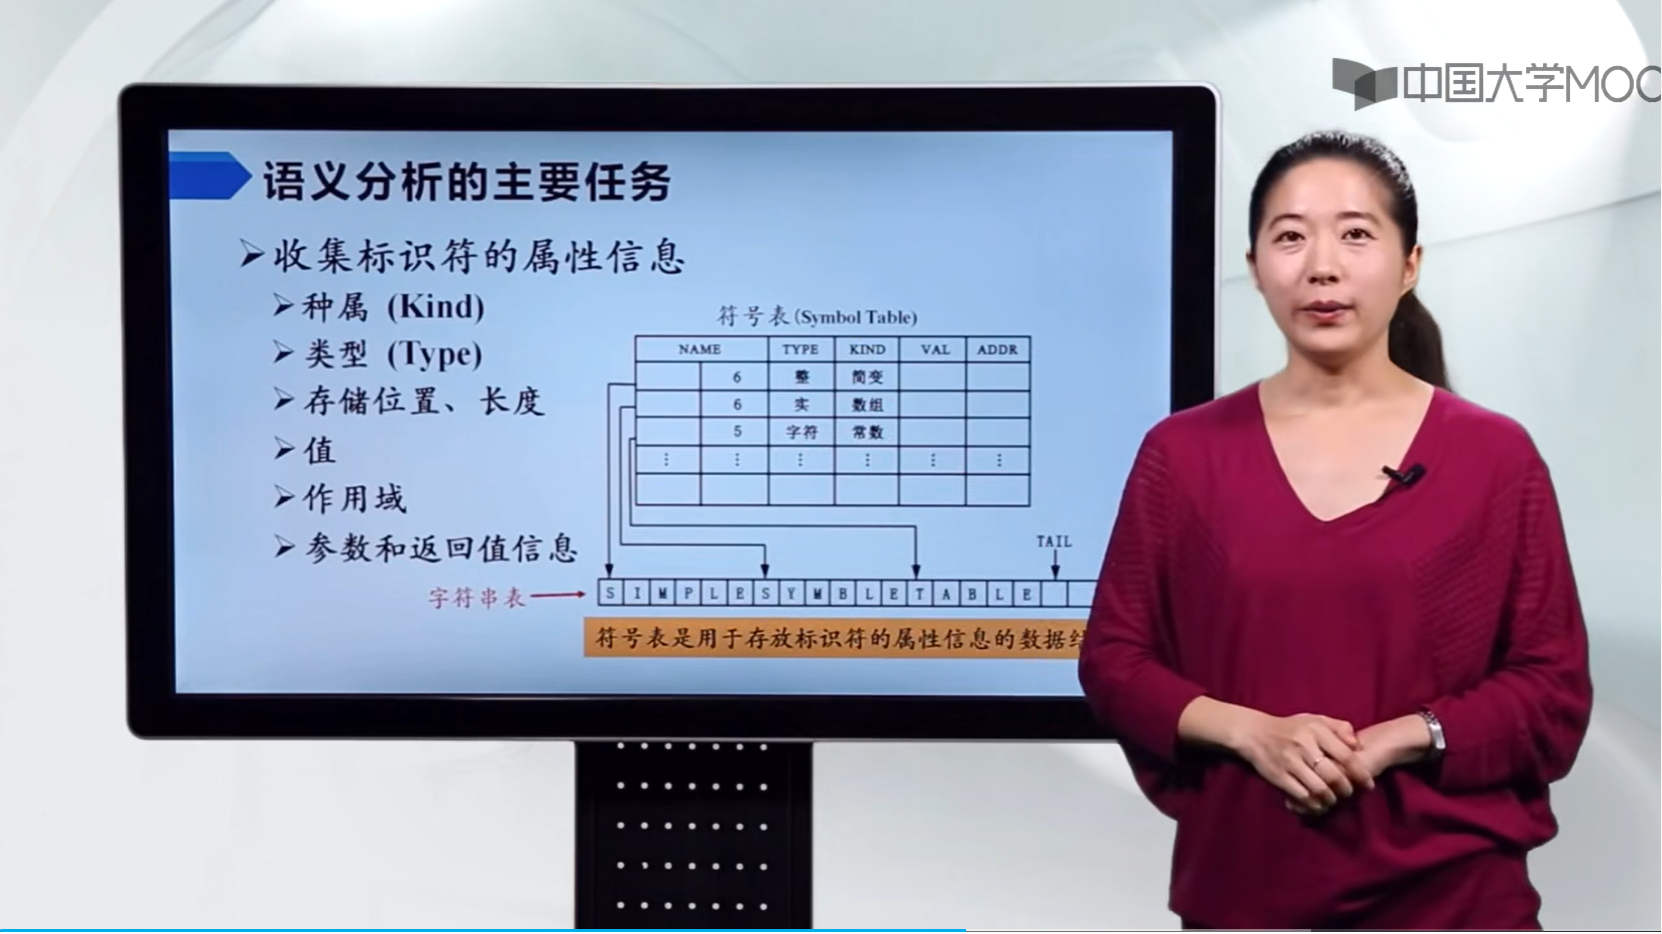 中国大学MOO
语义分析的主要任务
➢收集标识符的属性信息
➢种属 (Kind)
➢类型 (Type)
➢存储位置、长度
➢值
➢作用域
➢参数和返回值信息
符号表(Symbol Table)
NAME TYPE KIND VAL ADDR
6 整 简变
6 实 数组
5 字符 常数
⋮ ⋮ ⋮ ⋮ ⋮ ⋮
TAIL
字符串表
S I M P L E S Y M B L E T A B L E
符号表是用于存放标识符的属性信息的数据结